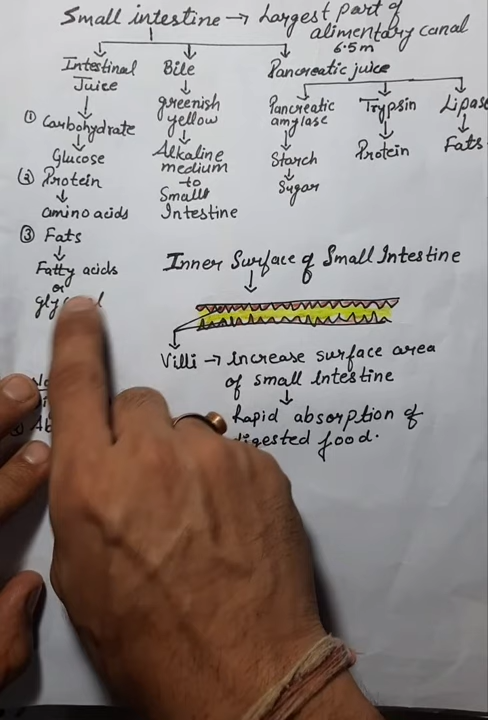 Small intestine → Largest part of
alimentary canal
6.5m
Intestinal
Juice
① Carbohydrate
↓
Glucose
② Protein
↓
amino acids
③ Fats
↓
Fatty acids
or
Bile
↓
greenish
yellow
↓
Alkaline
medium
to
Small
Intestine
Pancreatic juice
Pancreatic
amylase
↓
Starch
↓
Sugar
Trypsin
↓
Protein
Lipase
↓
Fats
Inner Surface of Small Intestine
Villi → increase surface area
of small intestine
↓
Rapid absorption of
digested food.